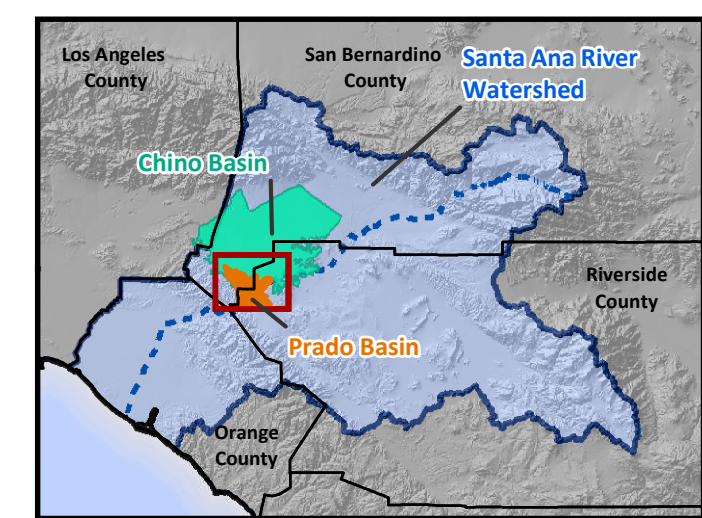 Los Angeles
County
San Bernardino
County
Santa Ana River
Watershed
Chino Basin
Riverside
County
Prado Basin
Orange
County